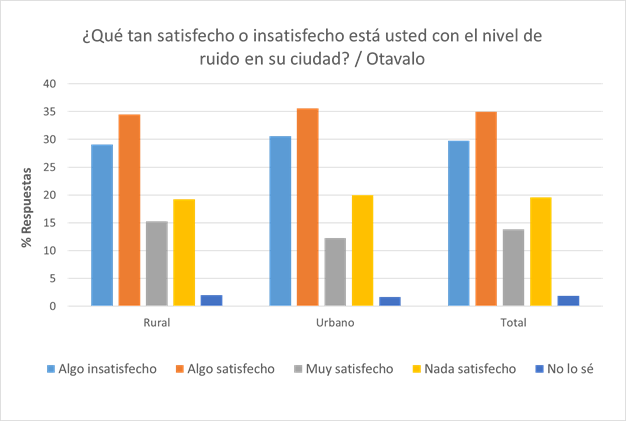 ¿Qué tan satisfecho o insatisfecho está usted con el nivel de
ruido en su ciudad? / Otavalo
40
35
30
25
20
15
10
5
0
% Respuestas
Rural Urbano Total
Algo insatisfecho Algo satisfecho Muy satisfecho Nada satisfecho No lo sé